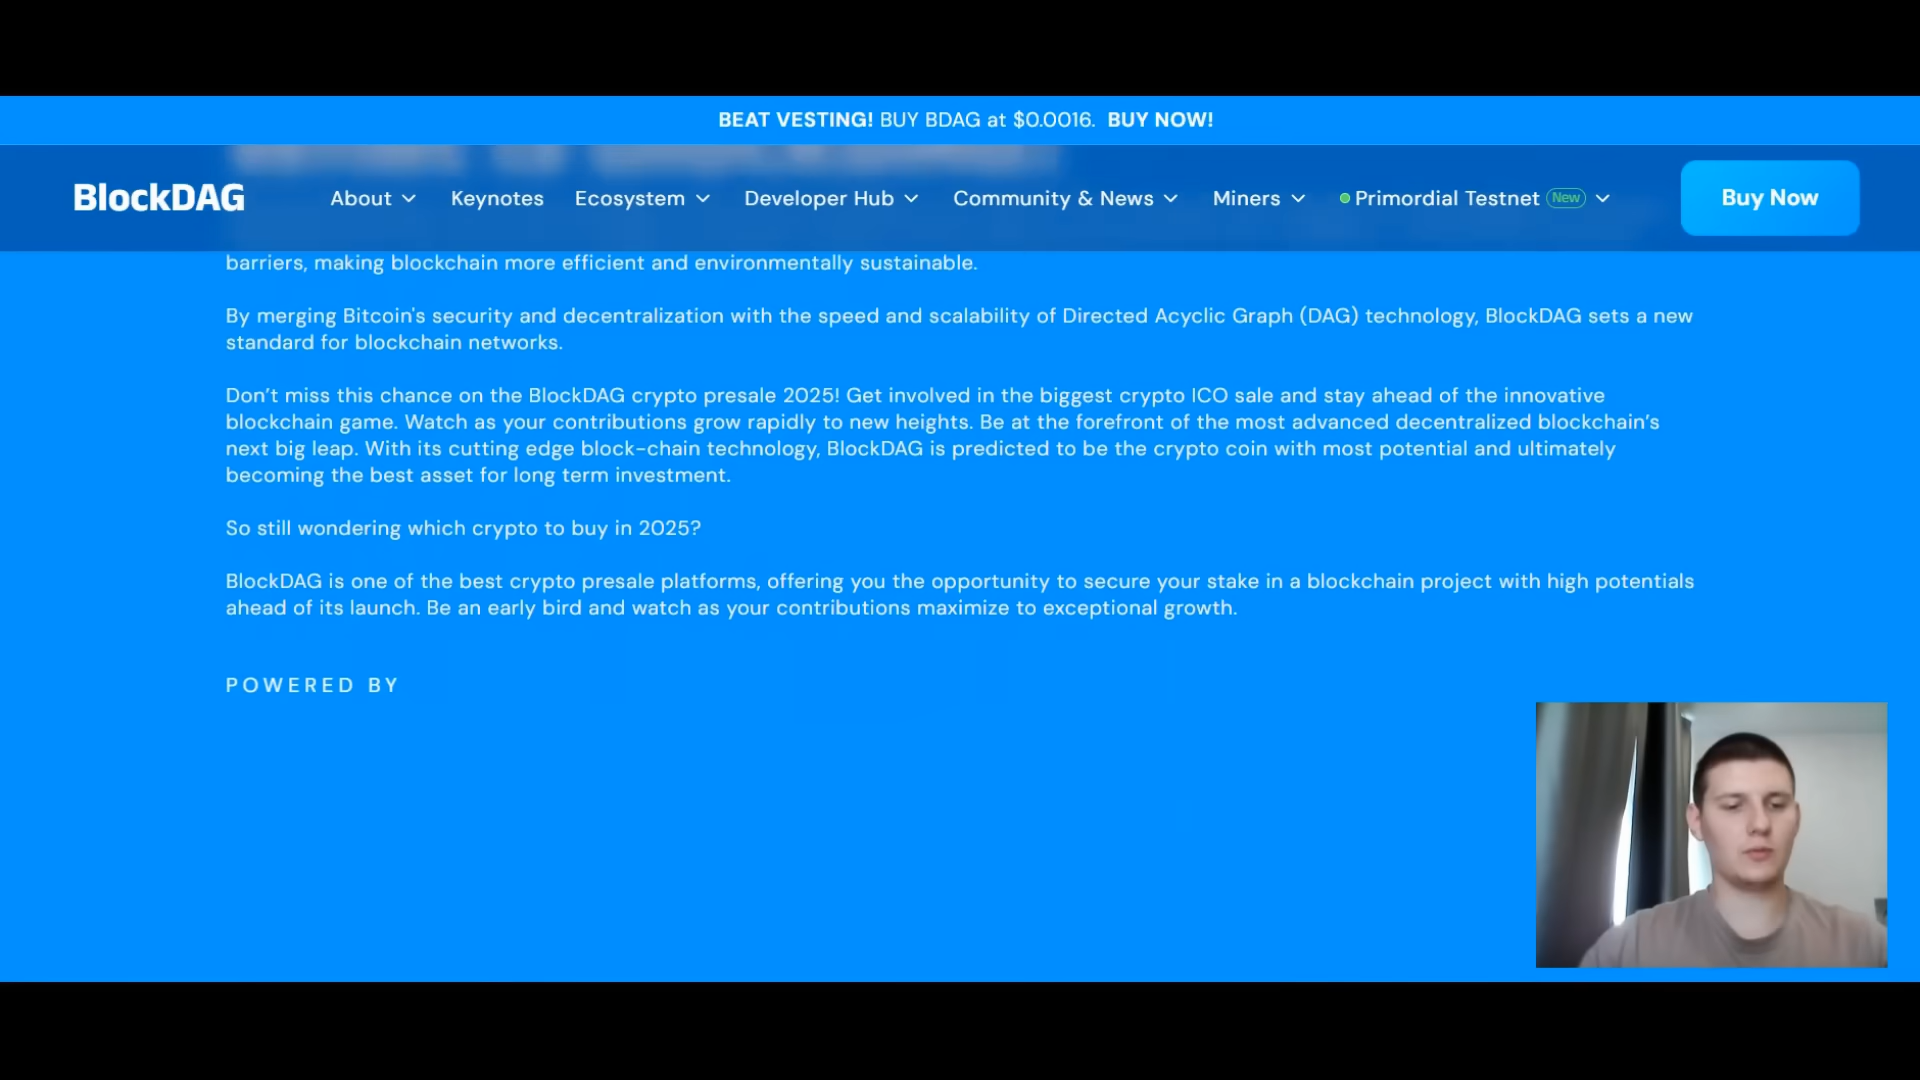 BEAT VESTING! BUY BDAG at $0.0016. BUY NOW!
BlockDAG
About
Keynotes
Ecosystem
Developer Hub
Community & News
Miners
Primordial Testnet New
Buy Now
barriers, making blockchain more efficient and environmentally sustainable.
By merging Bitcoin's security and decentralization with the speed and scalability of Directed Acyclic Graph (DAG) technology, BlockDAG sets a new
standard for blockchain networks.
Don’t miss this chance on the BlockDAG crypto presale 2025! Get involved in the biggest crypto ICO sale and stay ahead of the innovative
blockchain game. Watch as your contributions grow rapidly to new heights. Be at the forefront of the most advanced decentralized blockchain’s
next big leap. With its cutting edge block-chain technology, BlockDAG is predicted to be the crypto coin with most potential and ultimately
becoming the best asset for long term investment.
So still wondering which crypto to buy in 2025?
BlockDAG is one of the best crypto presale platforms, offering you the opportunity to secure your stake in a blockchain project with high potentials
ahead of its launch. Be an early bird and watch as your contributions maximize to exceptional growth.
POWERED BY